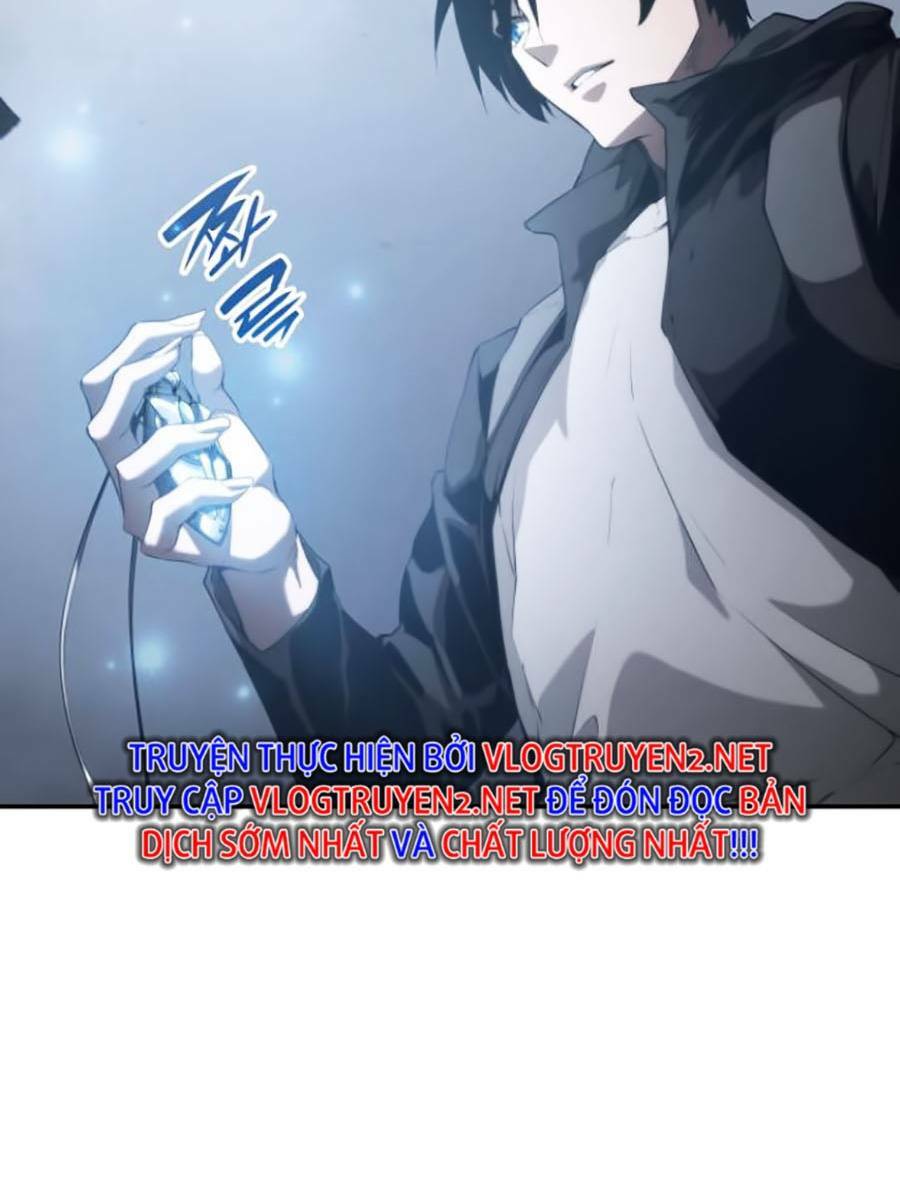 짤
TRUYỆN THỰC HIỆN BỞI VLOGTRUYEN2.NET
TRUY CẬP VLOGTRUYEN2.NET ĐỂ ĐÓN ĐỌC BẢN
DỊCH SỚM NHẤT VÀ CHẤT LƯỢNG NHẤT!!!